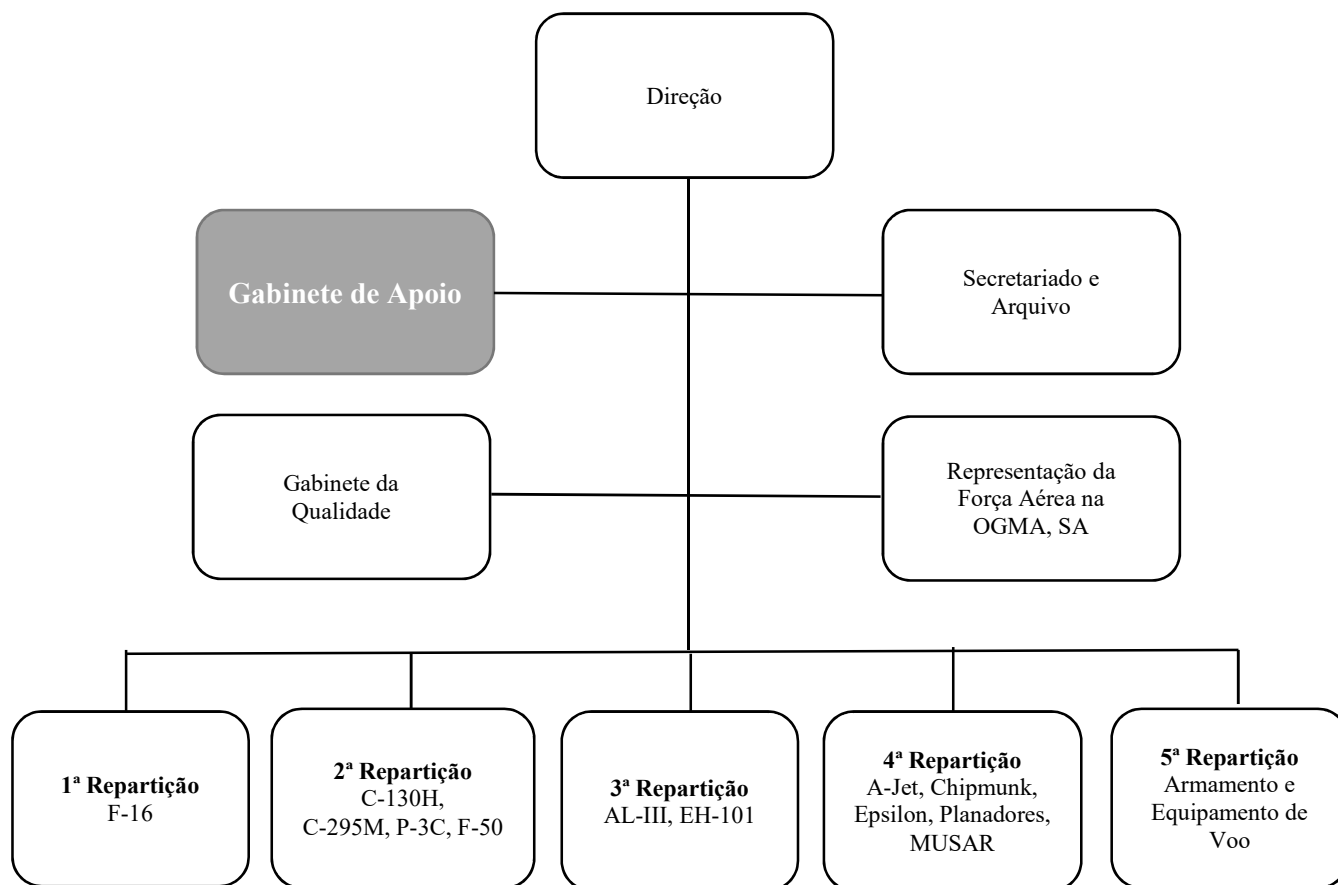 Direção
Gabinete de Apoio
Secretariado e
Arquivo
Gabinete da
Qualidade
Representação da
Força Aérea na
OGMA, SA
1ª Repartição
F-16
2ª Repartição
C-130H,
C-295M, P-3C, F-50
3ª Repartição
AL-III, EH-101
4ª Repartição
A-Jet, Chipmunk,
Epsilon, Planadores,
MUSAR
5ª Repartição
Armamento e
Equipamento de
Voo